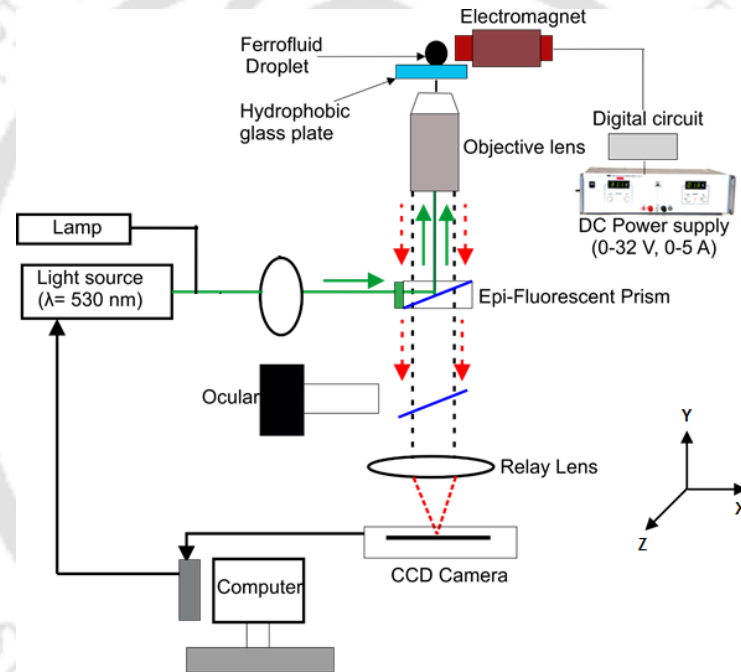 Electromagnet
Ferrofluid
Droplet
Hydrophobic
glass plate
Digital circuit
Objective lens
DC Power supply
(0-32 V, 0-5 A)
Lamp
Light source
(λ= 530 nm)
Epi-Fluorescent Prism
Ocular
Relay Lens
Y
X
Z
CCD Camera
Computer